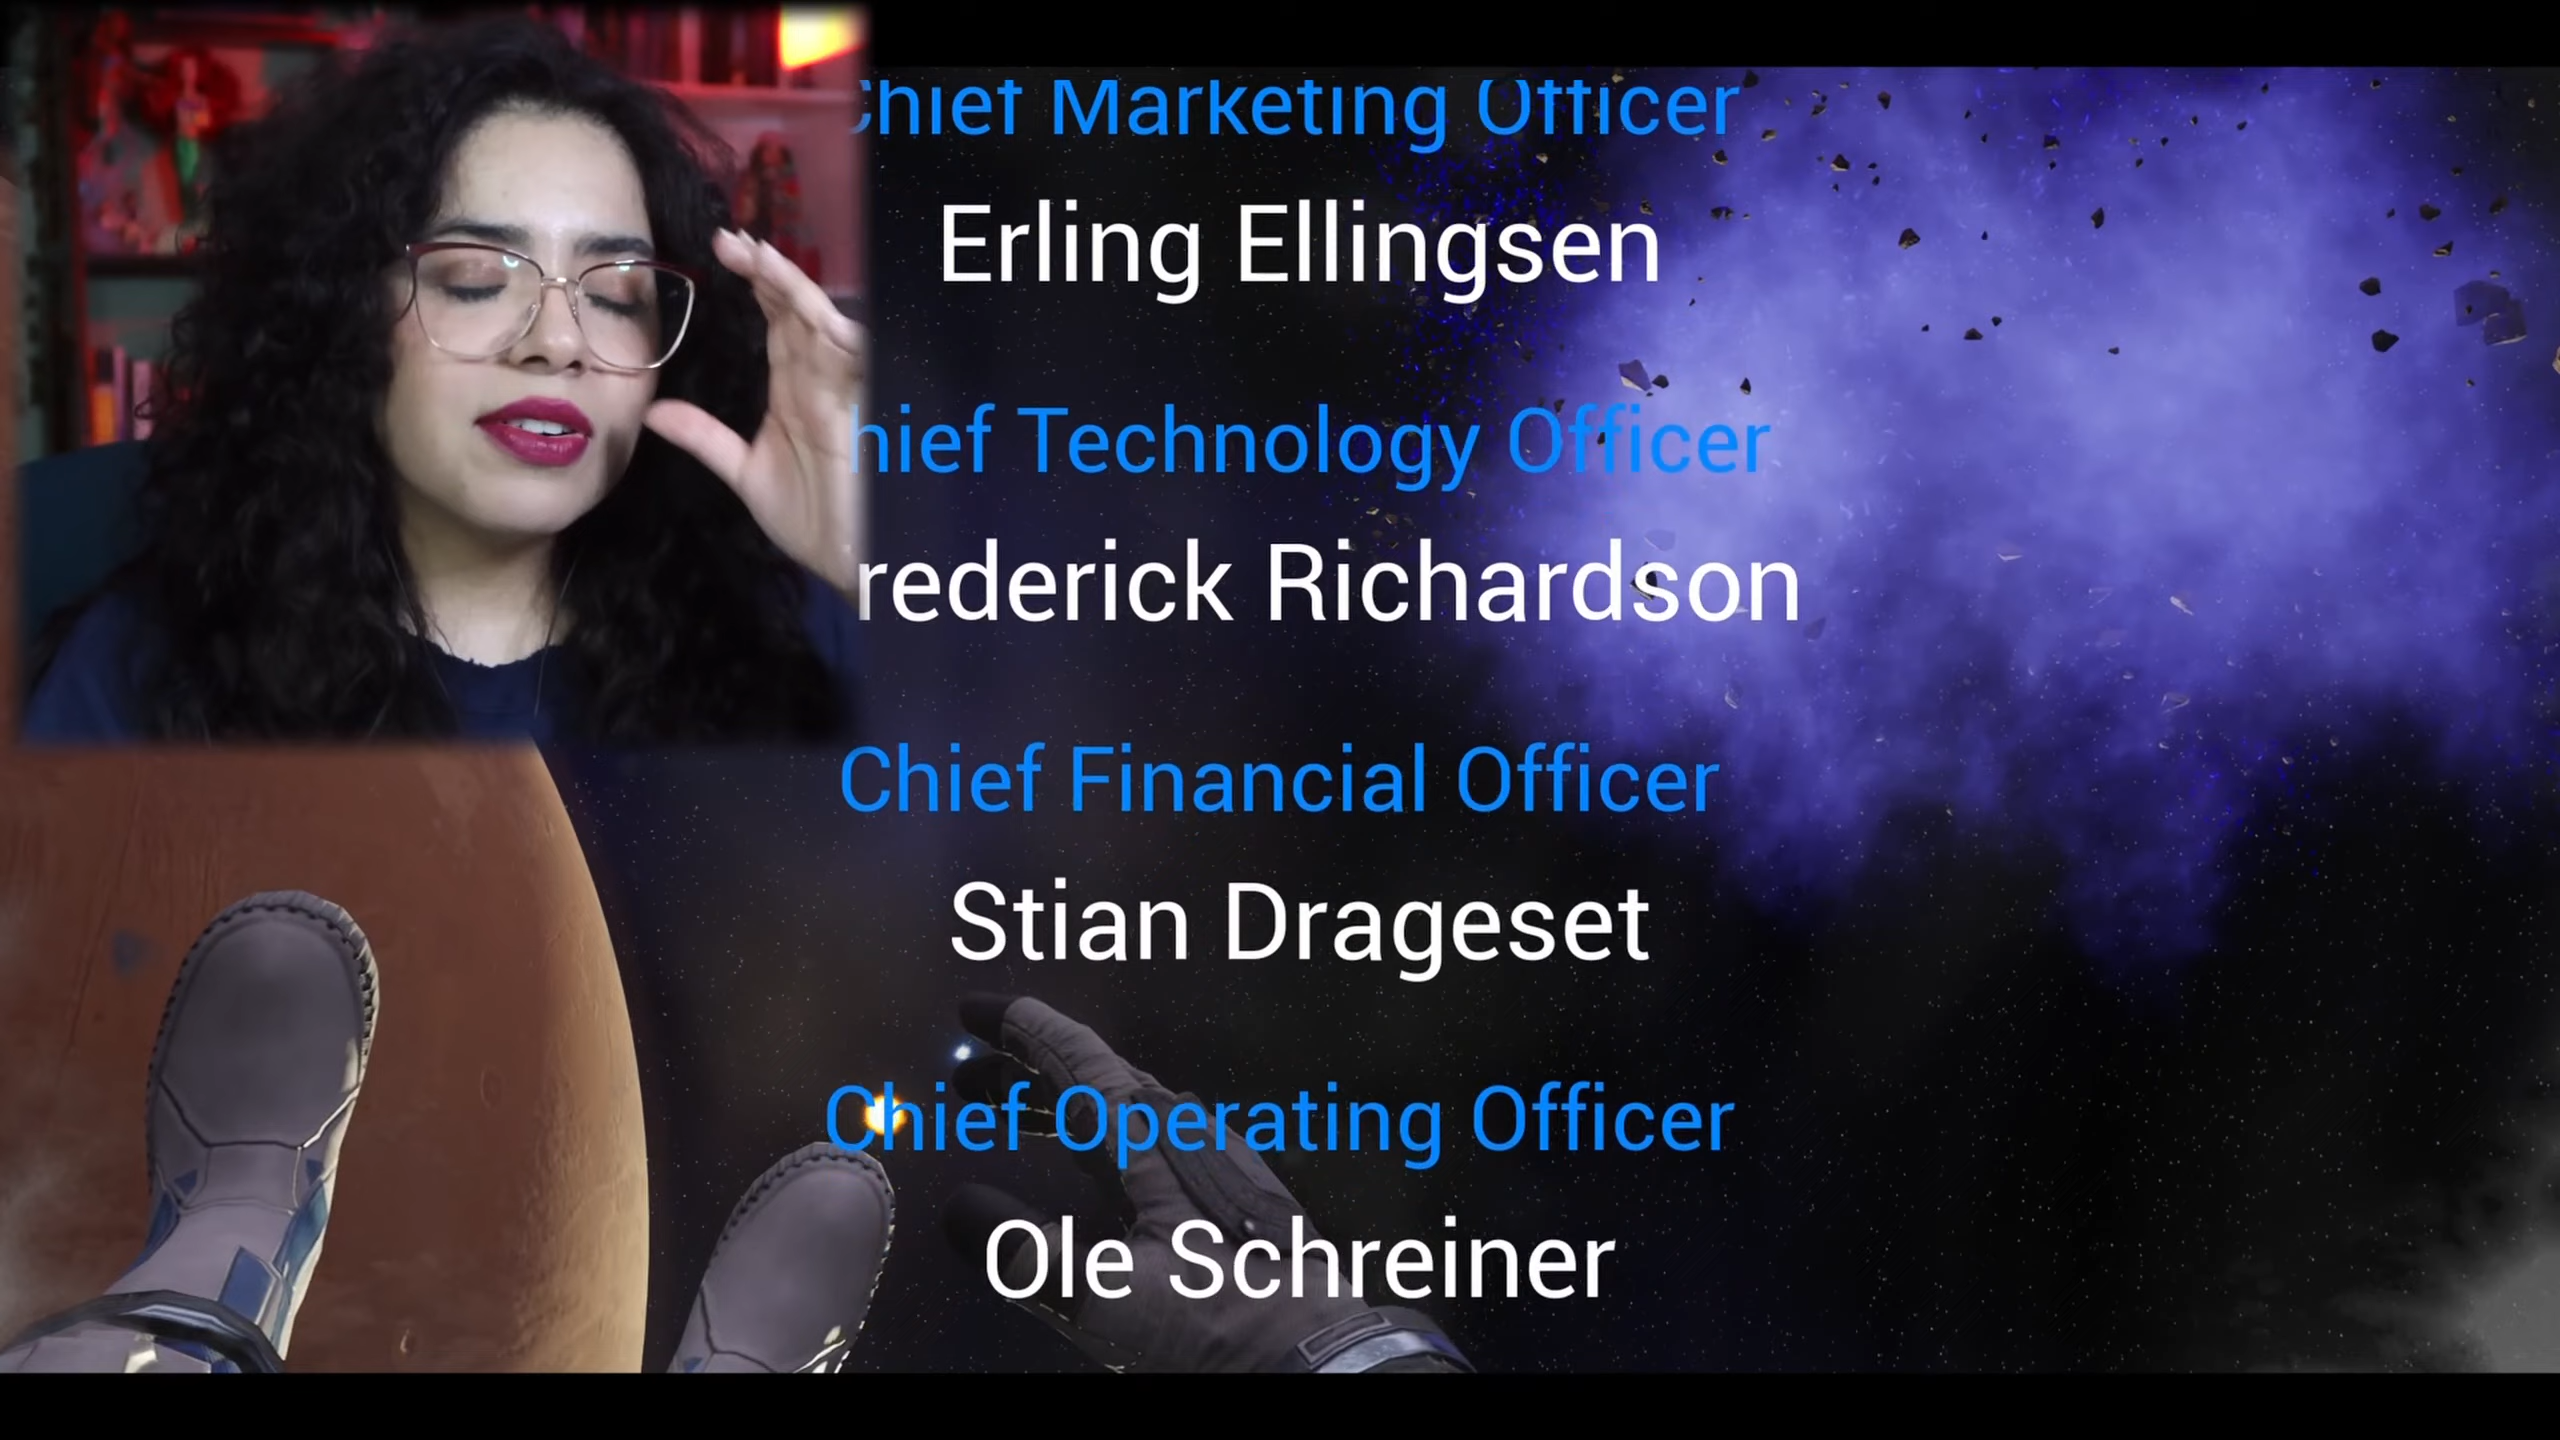 Chief Marketing Officer
Erling Ellingsen
hief Technology Officer
rederick Richardson
Chief Financial Officer
Stian Drageset
Chief Operating Officer
Ole Schreiner